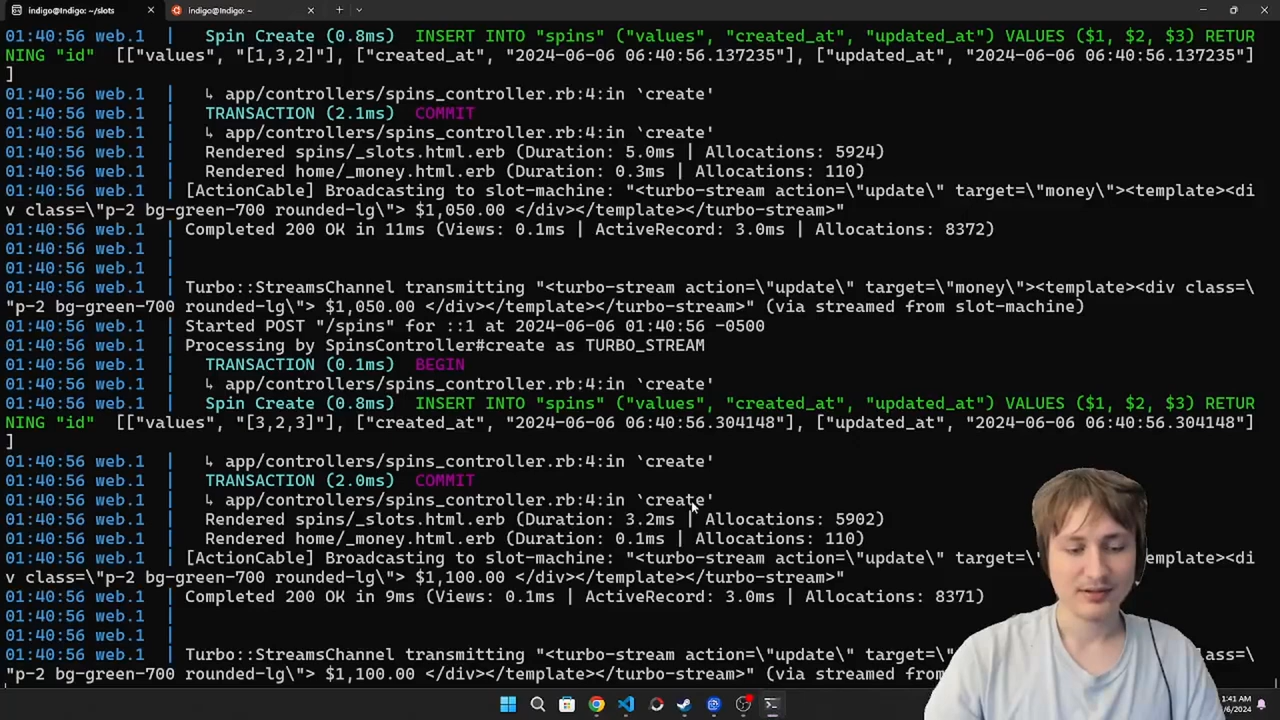 indigo@Indigo: ~/slots
indigo@Indigo: ~
01:40:56 web.1  |   Spin Create (0.8ms)  INSERT INTO "spins" ("values", "created_at", "updated_at") VALUES ($1, $2, $3) RETUR
NING "id"  [["values", "[1,3,2]"], ["created_at", "2024-06-06 06:40:56.137235"], ["updated_at", "2024-06-06 06:40:56.137235"]
]
01:40:56 web.1  |   ↳ app/controllers/spins_controller.rb:4:in `create'
01:40:56 web.1  |   TRANSACTION (2.1ms)  COMMIT
01:40:56 web.1  |   ↳ app/controllers/spins_controller.rb:4:in `create'
01:40:56 web.1  |   Rendered spins/_slots.html.erb (Duration: 5.0ms | Allocations: 5924)
01:40:56 web.1  |   Rendered home/_money.html.erb (Duration: 0.3ms | Allocations: 110)
01:40:56 web.1  | [ActionCable] Broadcasting to slot-machine: "<turbo-stream action=\"update\" target=\"money\"><template><di
v class=\"p-2 bg-green-700 rounded-lg\"> $1,050.00 </div></template></turbo-stream>"
01:40:56 web.1  | Completed 200 OK in 11ms (Views: 0.1ms | ActiveRecord: 3.0ms | Allocations: 8372)
01:40:56 web.1  |
01:40:56 web.1  |
01:40:56 web.1  | Turbo::StreamsChannel transmitting "<turbo-stream action=\"update\" target=\"money\"><template><div class=\
"p-2 bg-green-700 rounded-lg\"> $1,050.00 </div></template></turbo-stream>" (via streamed from slot-machine)
01:40:56 web.1  | Started POST "/spins" for ::1 at 2024-06-06 01:40:56 -0500
01:40:56 web.1  | Processing by SpinsController#create as TURBO_STREAM
01:40:56 web.1  |   TRANSACTION (0.1ms)  BEGIN
01:40:56 web.1  |   ↳ app/controllers/spins_controller.rb:4:in `create'
01:40:56 web.1  |   Spin Create (0.8ms)  INSERT INTO "spins" ("values", "created_at", "updated_at") VALUES ($1, $2, $3) RETUR
NING "id"  [["values", "[3,2,3]"], ["created_at", "2024-06-06 06:40:56.304148"], ["updated_at", "2024-06-06 06:40:56.304148"]
]
01:40:56 web.1  |   ↳ app/controllers/spins_controller.rb:4:in `create'
01:40:56 web.1  |   TRANSACTION (2.0ms)  COMMIT
01:40:56 web.1  |   ↳ app/controllers/spins_controller.rb:4:in `create'
01:40:56 web.1  |   Rendered spins/_slots.html.erb (Duration: 3.2ms | Allocations: 5902)
01:40:56 web.1  |   Rendered home/_money.html.erb (Duration: 0.1ms | Allocations: 110)
01:40:56 web.1  | [ActionCable] Broadcasting to slot-machine: "<turbo-stream action=\"update\" target=\" template><di
v class=\"p-2 bg-green-700 rounded-lg\"> $1,100.00 </div></template></turbo-stream>"
01:40:56 web.1  | Completed 200 OK in 9ms (Views: 0.1ms | ActiveRecord: 3.0ms | Allocations: 8371)
01:40:56 web.1  |
01:40:56 web.1  |
01:40:56 web.1  | Turbo::StreamsChannel transmitting "<turbo-stream action=\"update\" class=\
"p-2 bg-green-700 rounded-lg\"> $1,100.00 </div></template></turbo-stream>" (via streamed
1:41 AM